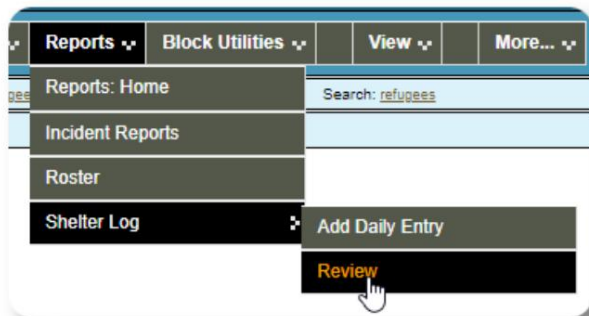 Reports
Block Utilities
View
More...
Reports: Home
Search: refugees
Incident Reports
Roster
Shelter Log
Add Daily Entry
Review